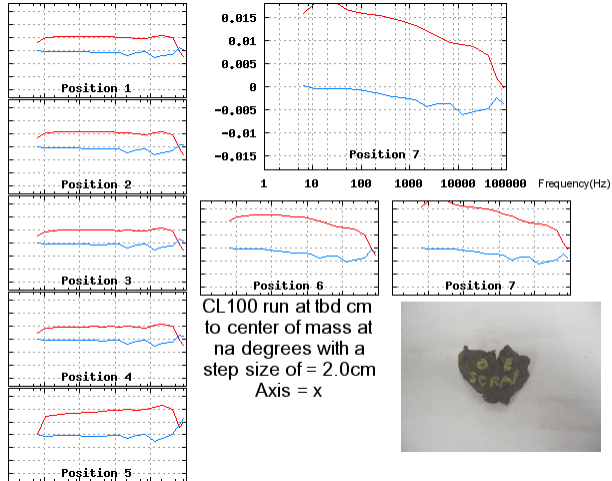 Position 1
Position 2
Position 3
Position 4
Position 5
0.015
0.01
0.005
0
-0.005
-0.01
-0.015
Position 7
1 10 100 1000 10000 100000 Frequency(Hz)
Position 6
Position 7
CL100 run at tbd cm
to center of mass at
na degrees with a
step size of = 2.0cm
Axis = x
O E
SCRAP